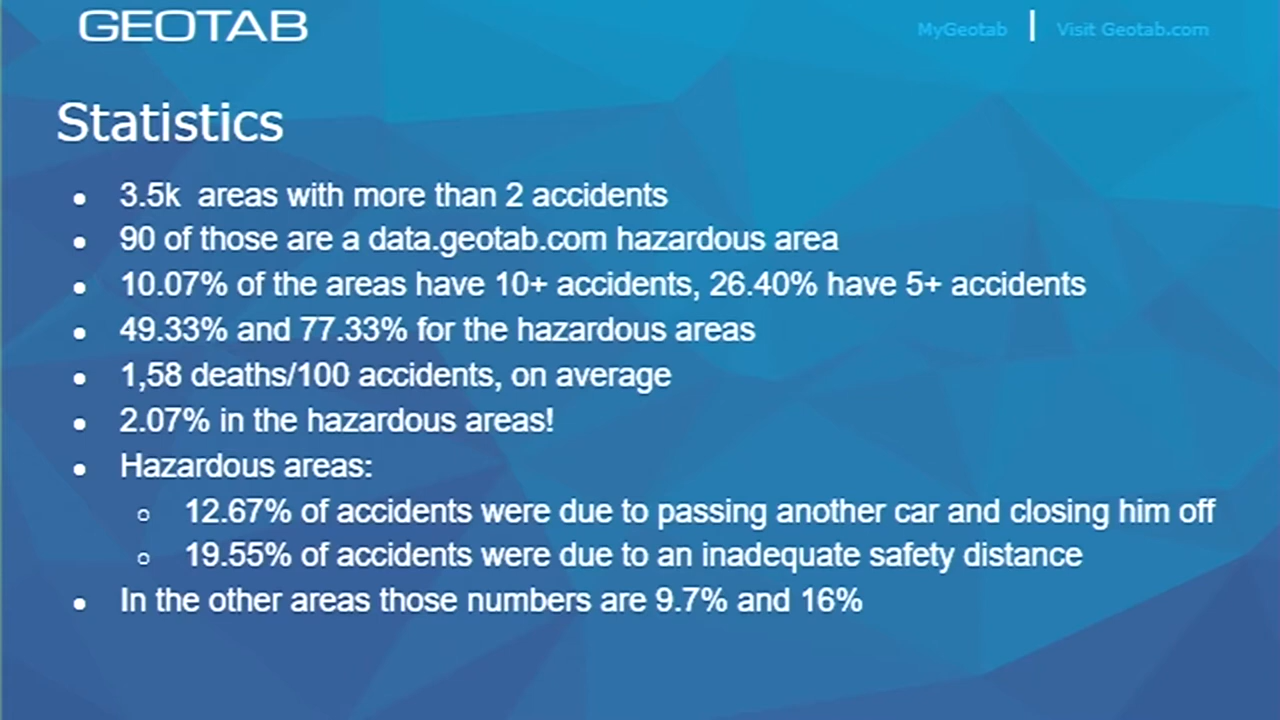 GEOTAB
MyGeotab | Visit Geotab.com
Statistics
• 3.5k areas with more than 2 accidents
• 90 of those are a data.geotab.com hazardous area
• 10.07% of the areas have 10+ accidents, 26.40% have 5+ accidents
• 49.33% and 77.33% for the hazardous areas
• 1,58 deaths/100 accidents, on average
• 2.07% in the hazardous areas!
• Hazardous areas:
○ 12.67% of accidents were due to passing another car and closing him off
○ 19.55% of accidents were due to an inadequate safety distance
• In the other areas those numbers are 9.7% and 16%